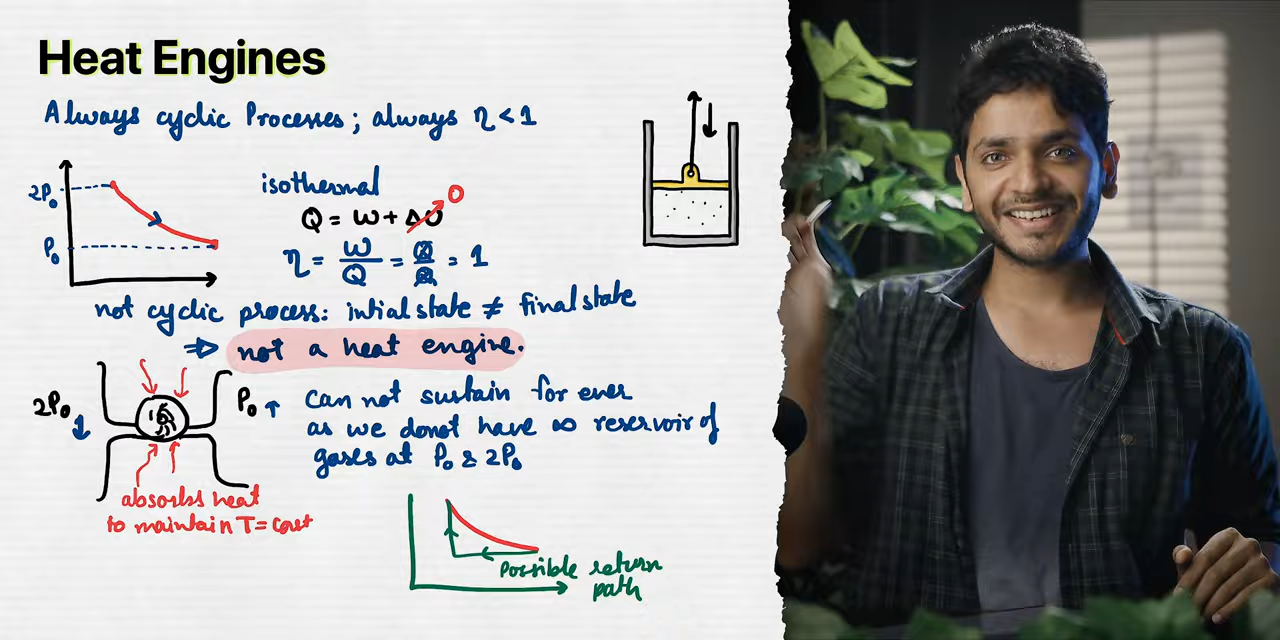 Heat Engines
Always cyclic Processes; always η < 1
2P₀
P₀
isothermal
Q = W + ΔU 0
η = W/Q = Q/Q = 1
not cyclic process: intial state ≠ final state
⇒ not a heat engine.
2P₀ ↓
P₀ ↑
can not sustain for ever
as we donot have ∞ reservoir of
gases at P₀ & 2P₀
absorbs heat
to maintain T = const
Possible return
path